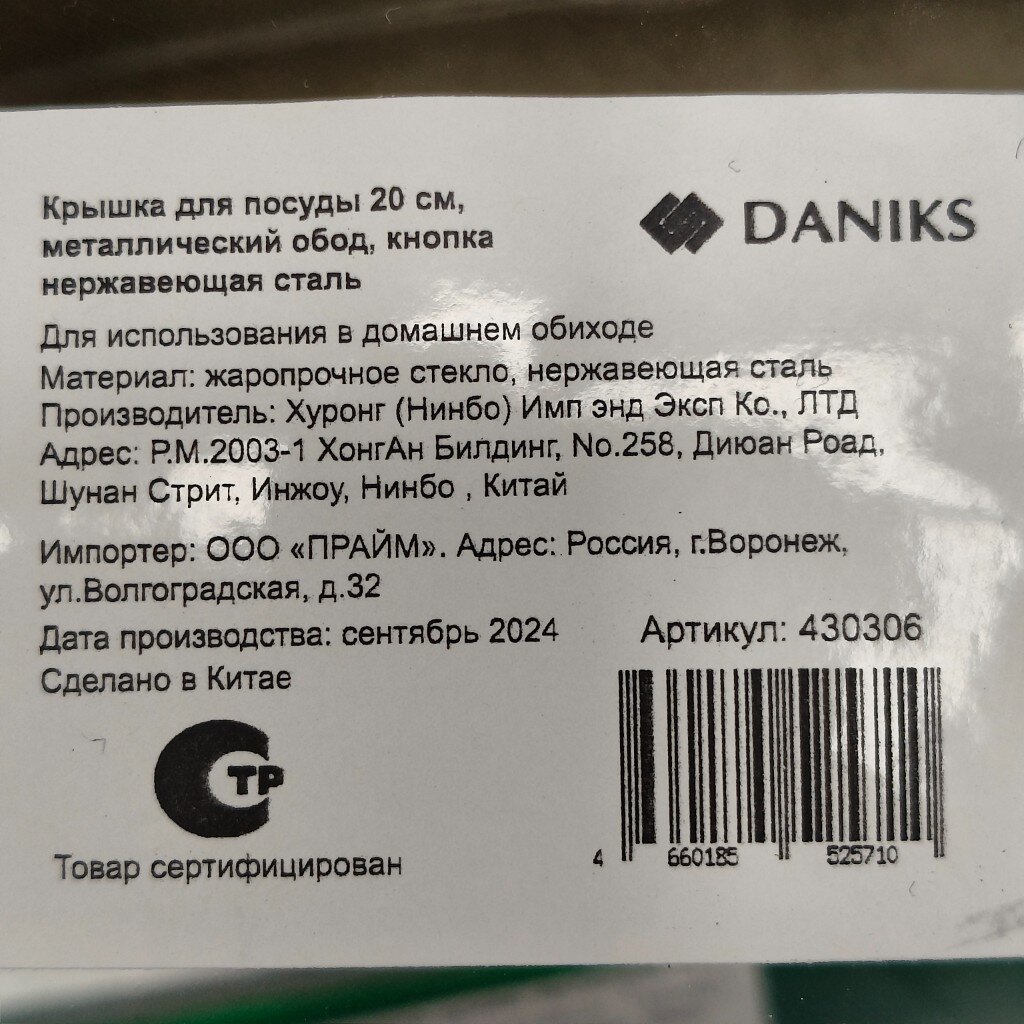 Крышка для посуды 20 см,
металлический обод, кнопка
нержавеющая сталь
DANIKS
Для использования в домашнем обиходе
Материал: жаропрочное стекло, нержавеющая сталь
Производитель: Хуронг (Нинбо) Имп энд Эксп Ко., ЛТД
Адрес: Р.М.2003-1 ХонгАн Билдинг, No.258, Диюан Роад,
Шунан Стрит, Инжоу, Нинбо , Китай
Импортер: ООО «ПРАЙМ». Адрес: Россия, г.Воронеж,
ул.Волгоградская, д.32
Дата производства: сентябрь 2024
Артикул: 430306
Сделано в Китае
ТР
Товар сертифицирован
4 660185 525710